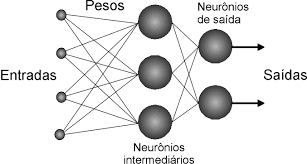 Pesos
Neurônios
de saída
Entradas
Saídas
Neurônios
intermediários